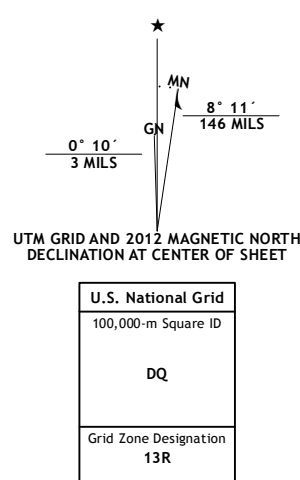 ★
MN
8° 11´
146 MILS
GN
0° 10´
3 MILS
UTM GRID AND 2012 MAGNETIC NORTH
DECLINATION AT CENTER OF SHEET
U.S. National Grid
100,000-m Square ID
DQ
Grid Zone Designation
13R